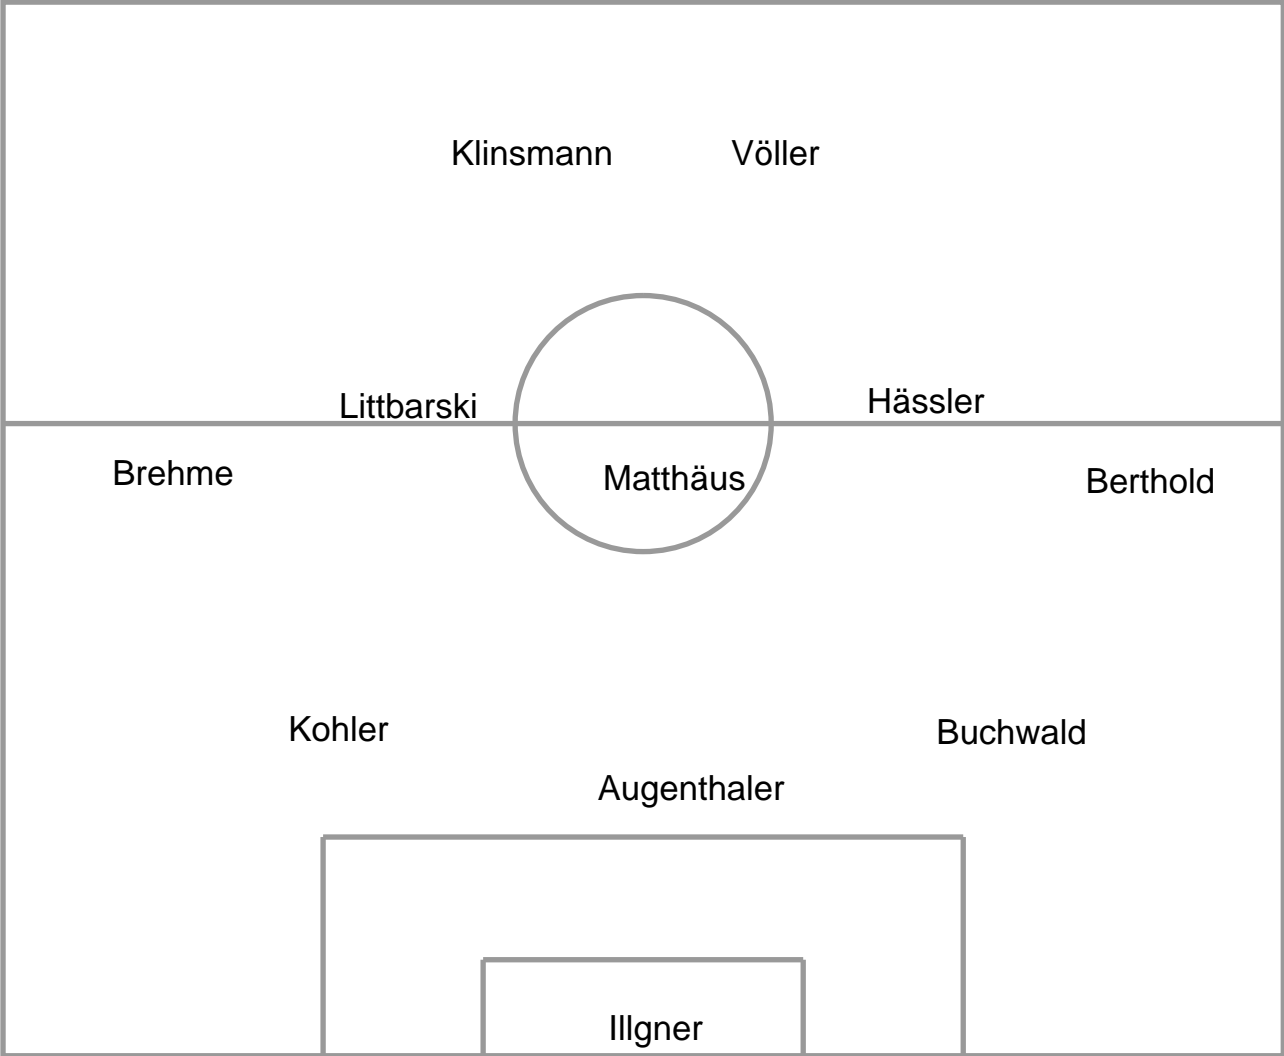 Klinsmann
Völler
Littbarski
Hässler
Brehme
Matthäus
Berthold
Kohler
Buchwald
Augenthaler
Illgner